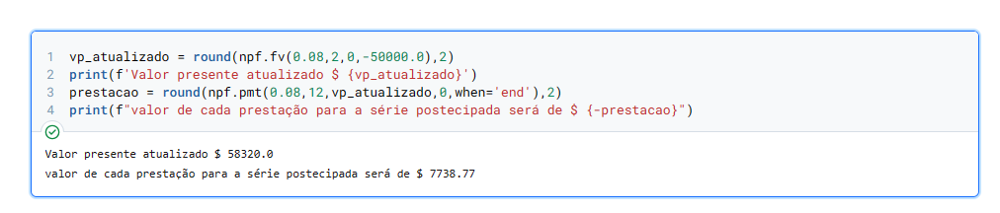 1 vp_atualizado = round(npf.fv(0.08,2,0,-50000.0),2)
2 print(f'Valor presente atualizado $ {vp_atualizado}')
3 prestacao = round(npf.pmt(0.08,12,vp_atualizado,0,when='end'),2)
4 print(f"valor de cada prestação para a série postecipada será de $ {-prestacao}")
Valor presente atualizado $ 58320.0
valor de cada prestação para a série postecipada será de $ 7738.77